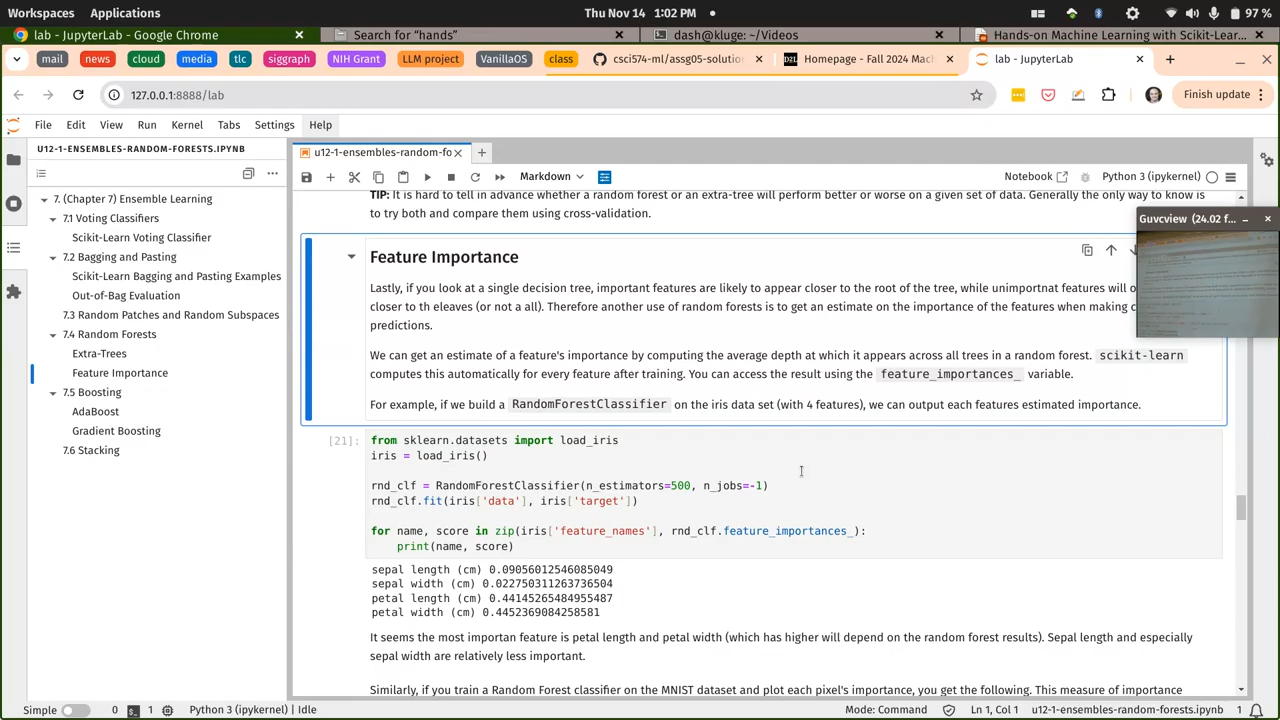 Workspaces Applications Thu Nov 14 1:02 PM 97 %
lab - JupyterLab - Google Chrome Search for “hands” dash@kluge: ~/Videos Hands-on Machine Learning with Scikit-Lear...
mail news cloud media tlc siggraph NIH Grant LLM project VanillaOS class csci574-ml/assg05-solutio Homepage - Fall 2024 Mac lab - JupyterLab
127.0.0.1:8888/lab Finish update
File Edit View Run Kernel Tabs Settings Help
U12-1-ENSEMBLES-RANDOM-FORESTS.IPYNB
7. (Chapter 7) Ensemble Learning
7.1 Voting Classifiers
Scikit-Learn Voting Classifier
7.2 Bagging and Pasting
Scikit-Learn Bagging and Pasting Examples
Out-of-Bag Evaluation
7.3 Random Patches and Random Subspaces
7.4 Random Forests
Extra-Trees
Feature Importance
7.5 Boosting
AdaBoost
Gradient Boosting
7.6 Stacking
u12-1-ensembles-random-fo
Markdown Notebook Python 3 (ipykernel)
TIP: It is hard to tell in advance whether a random forest or an extra-tree will perform better or worse on a given set of data. Generally the only way to know is
to try both and compare them using cross-validation.
Guvcview (24.02 f...
Feature Importance
Lastly, if you look at a single decision tree, important features are likely to appear closer to the root of the tree, while unimportnat features will o
closer to th eleaves (or not a all). Therefore another use of random forests is to get an estimate on the importance of the features when making c
predictions.
We can get an estimate of a feature's importance by computing the average depth at which it appears across all trees in a random forest. scikit-learn
computes this automatically for every feature after training. You can access the result using the feature_importances_ variable.
For example, if we build a RandomForestClassifier on the iris data set (with 4 features), we can output each features estimated importance.
[21]: from sklearn.datasets import load_iris
iris = load_iris()
rnd_clf = RandomForestClassifier(n_estimators=500, n_jobs=-1)
rnd_clf.fit(iris['data'], iris['target'])
for name, score in zip(iris['feature_names'], rnd_clf.feature_importances_):
print(name, score)
sepal length (cm) 0.09056012546085049
sepal width (cm) 0.022750311263736504
petal length (cm) 0.44145265484955487
petal width (cm) 0.4452369084258581
It seems the most importan feature is petal length and petal width (which has higher will depend on the random forest results). Sepal length and especially
sepal width are relatively less important.
Similarly, if you train a Random Forest classifier on the MNIST dataset and plot each pixel's importance, you get the following. This measure of importance
Simple 0 1 Python 3 (ipykernel) | Idle Mode: Command Ln 1, Col 1 u12-1-ensembles-random-forests.ipynb 1